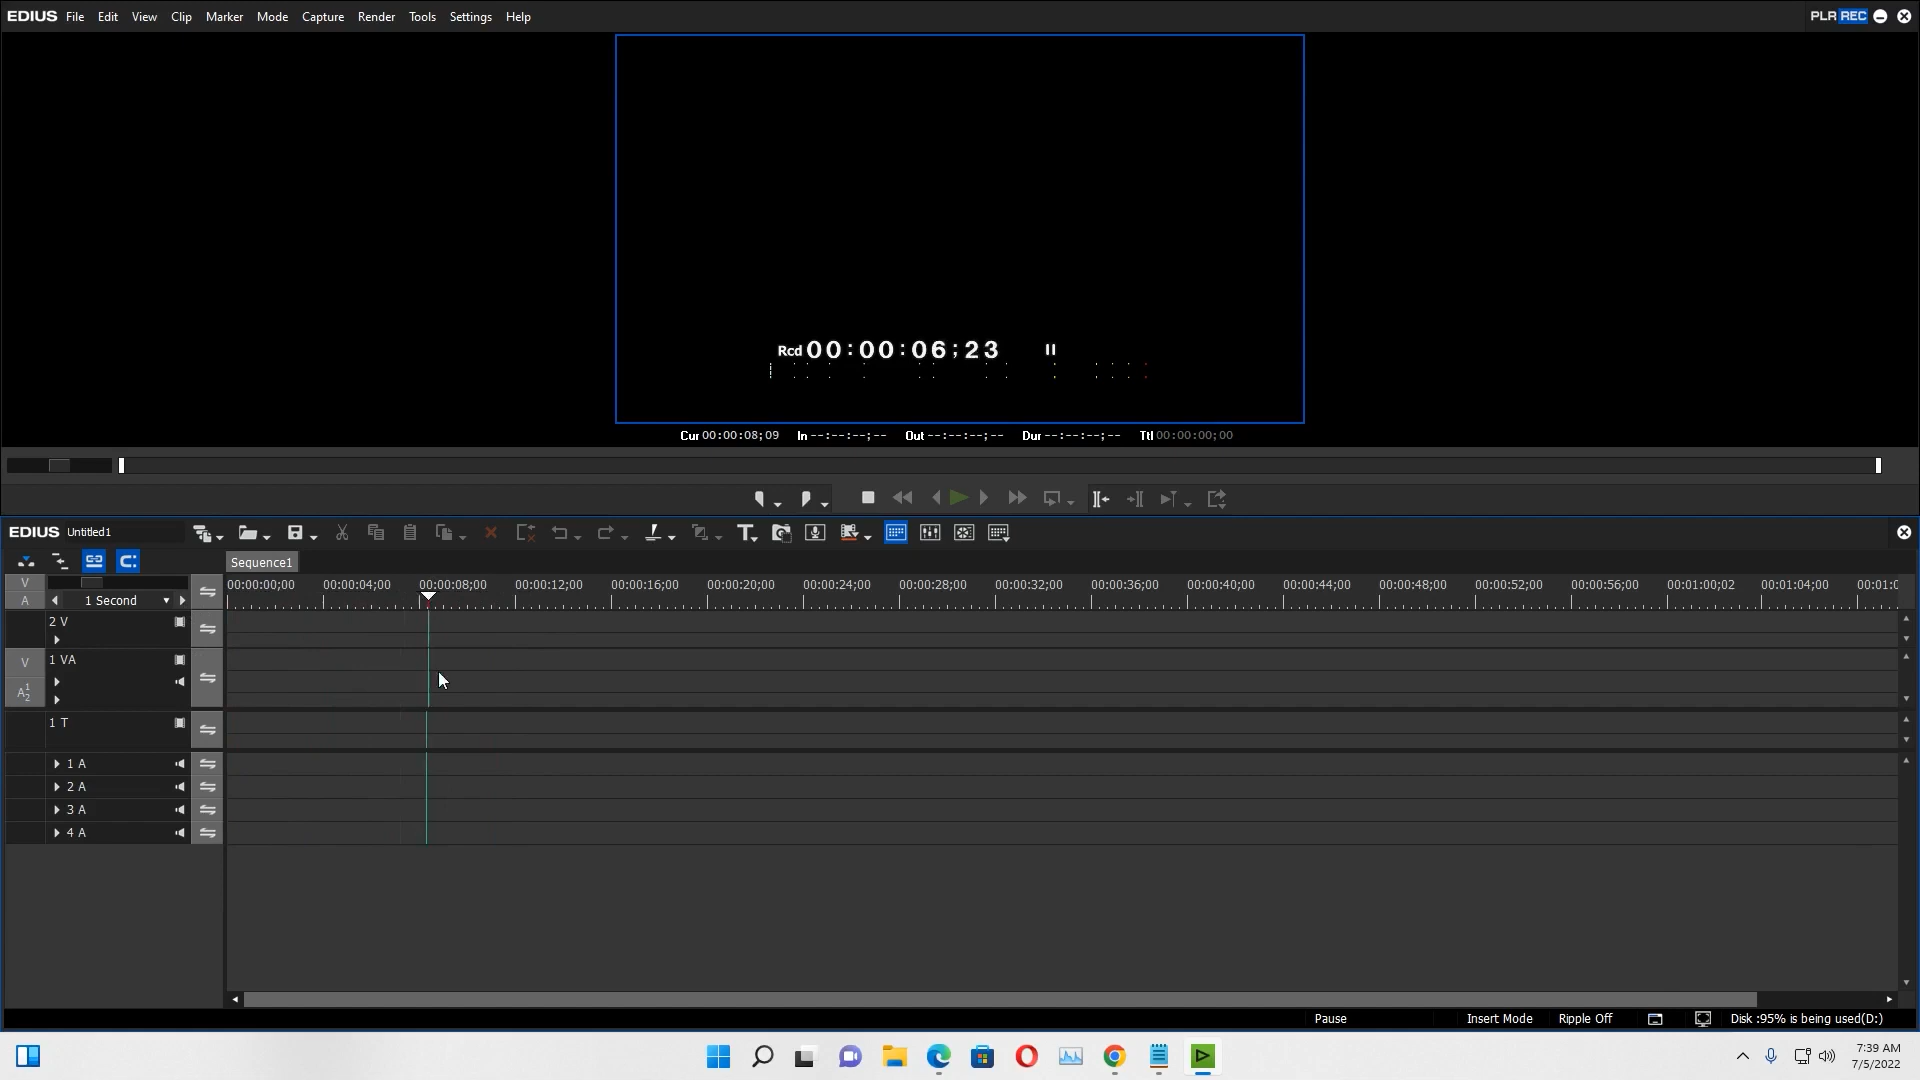 EDIUS File Edit View Clip Marker Mode Capture Render Tools Settings Help PLR REC
Rcd 00:00:06;23
Cur 00:00:08;09 In --:--:--;-- Out --:--:--;-- Dur --:--:--;-- Ttl 00:00:00;00
EDIUS Untitled1
Sequence1
V 00:00:00;00 00:00:04;00 00:00:08;00 00:00:12;00 00:00:16;00 00:00:20;00 00:00:24;00 00:00:28;00 00:00:32;00 00:00:36;00 00:00:40;00 00:00:44;00 00:00:48;00 00:00:52;00 00:00:56;00 00:01:00;02 00:01:04;00 00:01:0
A 1 Second
2 V
V 1 VA
A 1 2
1 T
1 A
2 A
3 A
4 A
Pause Insert Mode Ripple Off Disk :95% is being used(D:)
7:39 AM
7/5/2022